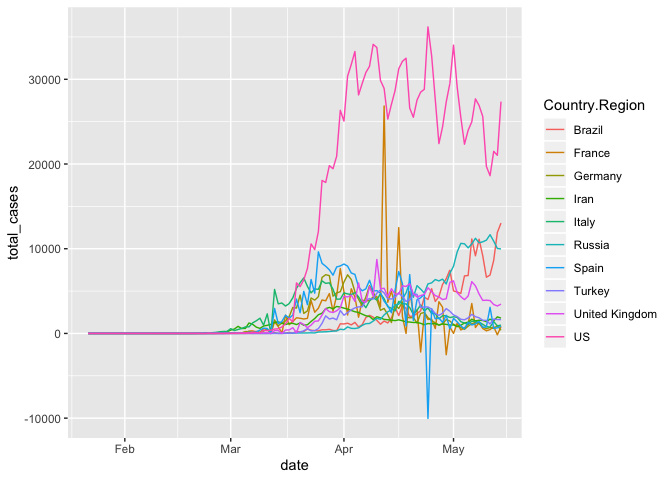 total_cases
30000
20000
10000
0
-10000
Feb
Mar
Apr
May
date
Country.Region
Brazil
France
Germany
Iran
Italy
Russia
Spain
Turkey
United Kingdom
US